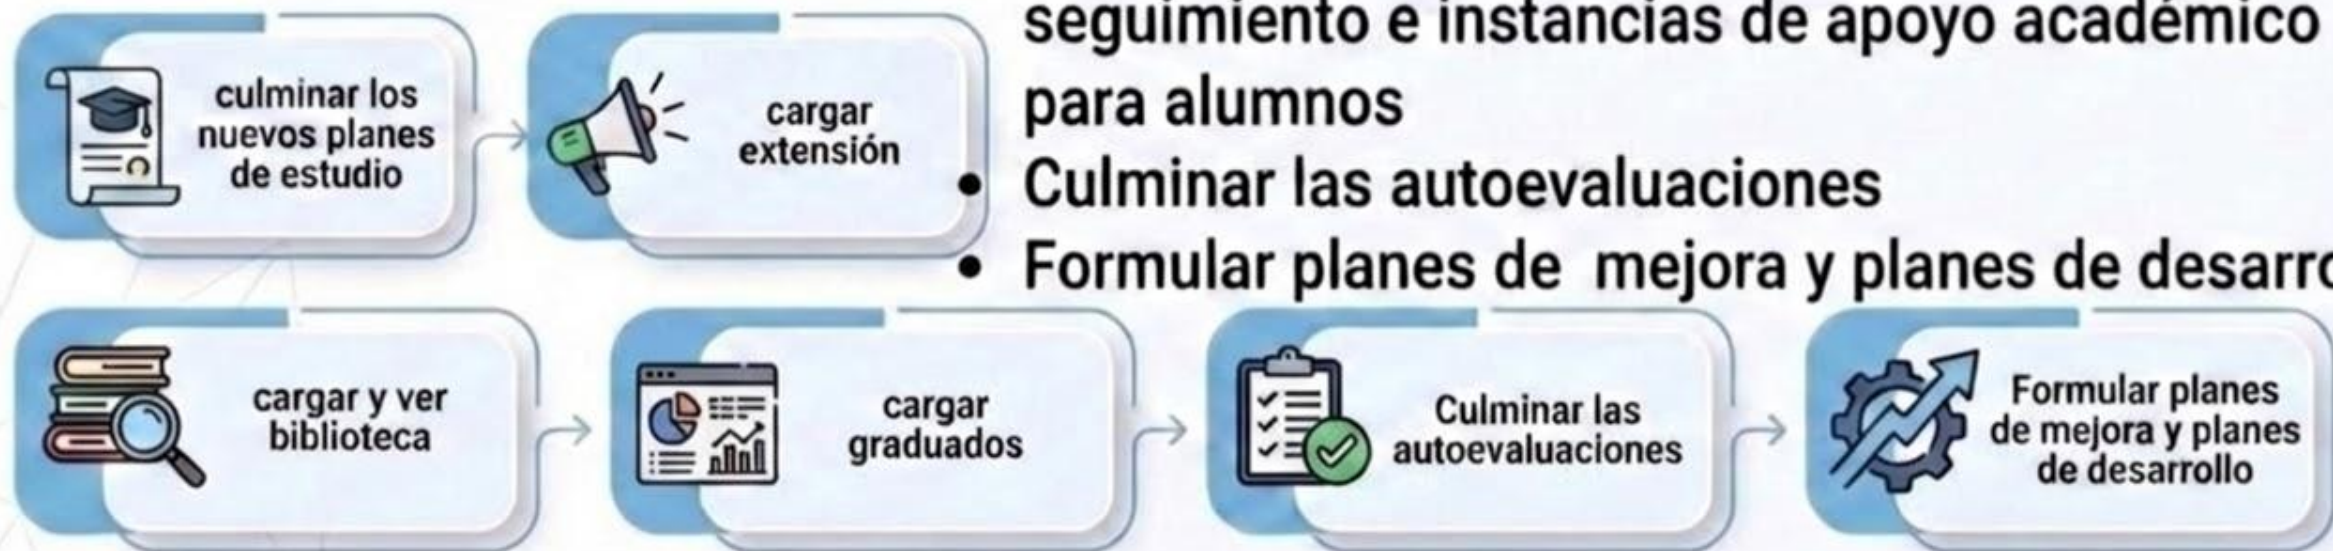 culminar los
nuevos planes
de estudio
cargar
extensión
seguimiento e instancias de apoyo académico
para alumnos
• Culminar las autoevaluaciones
• Formular planes de mejora y planes de desarro
cargar y ver
biblioteca
cargar
graduados
Culminar las
autoevaluaciones
Formular planes
de mejora y planes
de desarrollo